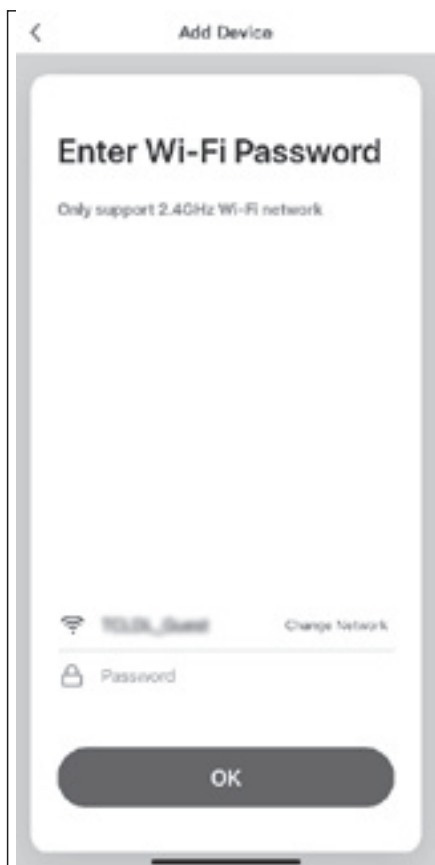 Add Device
Enter Wi-Fi Password
Only support 2.4GHz Wi-Fi network
Change Network
Password
OK